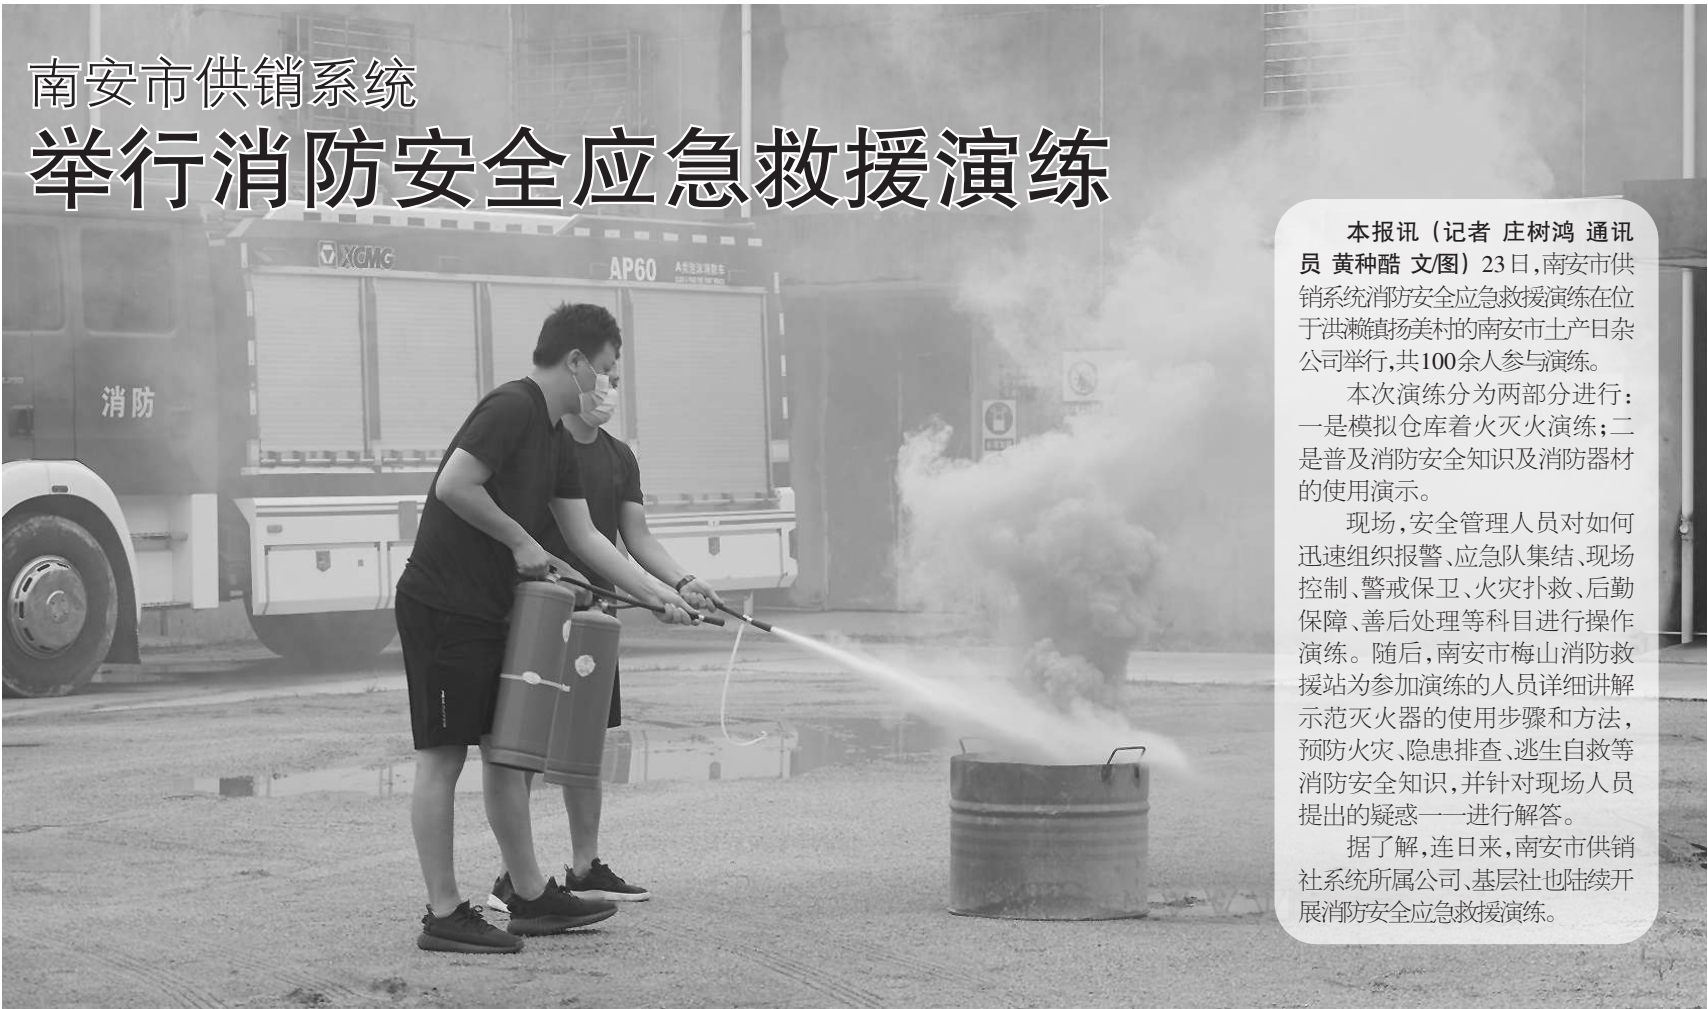 南安市供销系统
举行消防安全应急救援演练
XCMG
AP60
A类泡沫消防车
消防
本报讯（记者 庄树鸿 通讯
员 黄种酷 文/图）23日，南安市供
销系统消防安全应急救援演练在位
于洪濑镇扬美村的南安市土产日杂
公司举行，共100余人参与演练。
本次演练分为两部分进行：
一是模拟仓库着火灭火演练；二
是普及消防安全知识及消防器材
的使用演示。
现场，安全管理人员对如何
迅速组织报警、应急队集结、现场
控制、警戒保卫、火灾扑救、后勤
保障、善后处理等科目进行操作
演练。随后，南安市梅山消防救
援站为参加演练的人员详细讲解
示范灭火器的使用步骤和方法，
预防火灾、隐患排查、逃生自救等
消防安全知识，并针对现场人员
提出的疑惑一一进行解答。
据了解，连日来，南安市供销
社系统所属公司、基层社也陆续开
展消防安全应急救援演练。